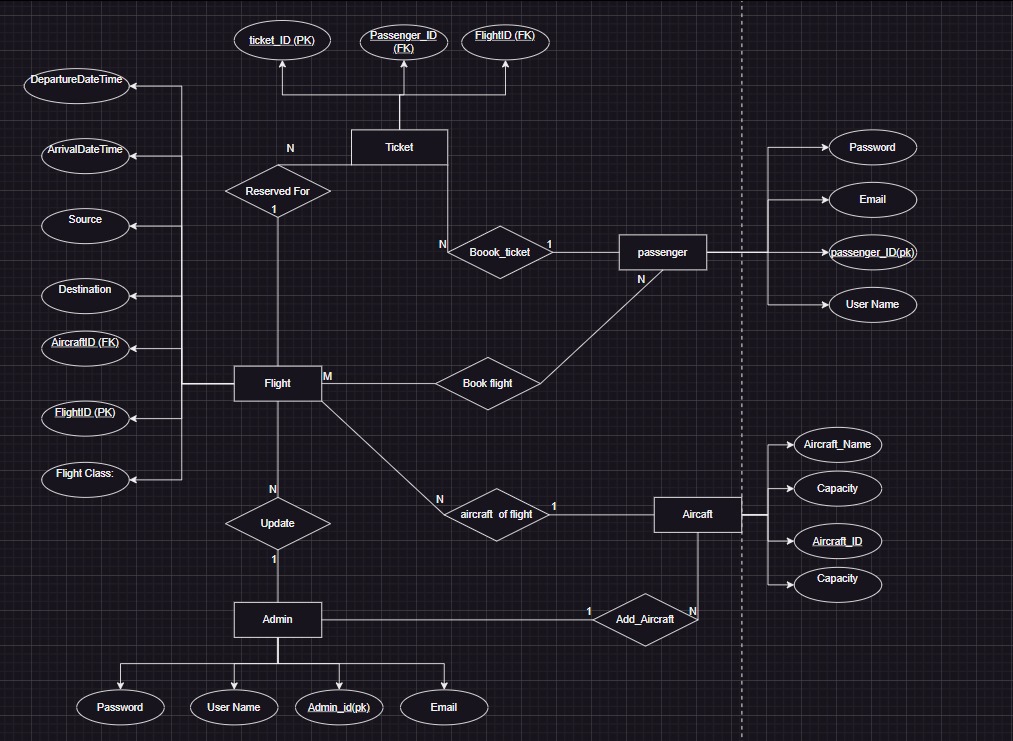 ticket_ID (PK)
Passenger_ID
(FK)
FlightID (FK)
DepartureDateTime
Ticket
N
ArrivalDateTime
Password
Reserved For
1
Email
Source
N
Boook_ticket
1
passenger
passenger_ID(pk)
N
Destination
User Name
AircraftID (FK)
Flight
M
Book flight
FlightID (PK)
Aircraft_Name
Flight Class:
N
N
aircraft of flight
1
Aircaft
Capacity
Update
Aircraft_ID
1
Capacity
Admin
1
Add_Aircraft
N
Password
User Name
Admin_id(pk)
Email